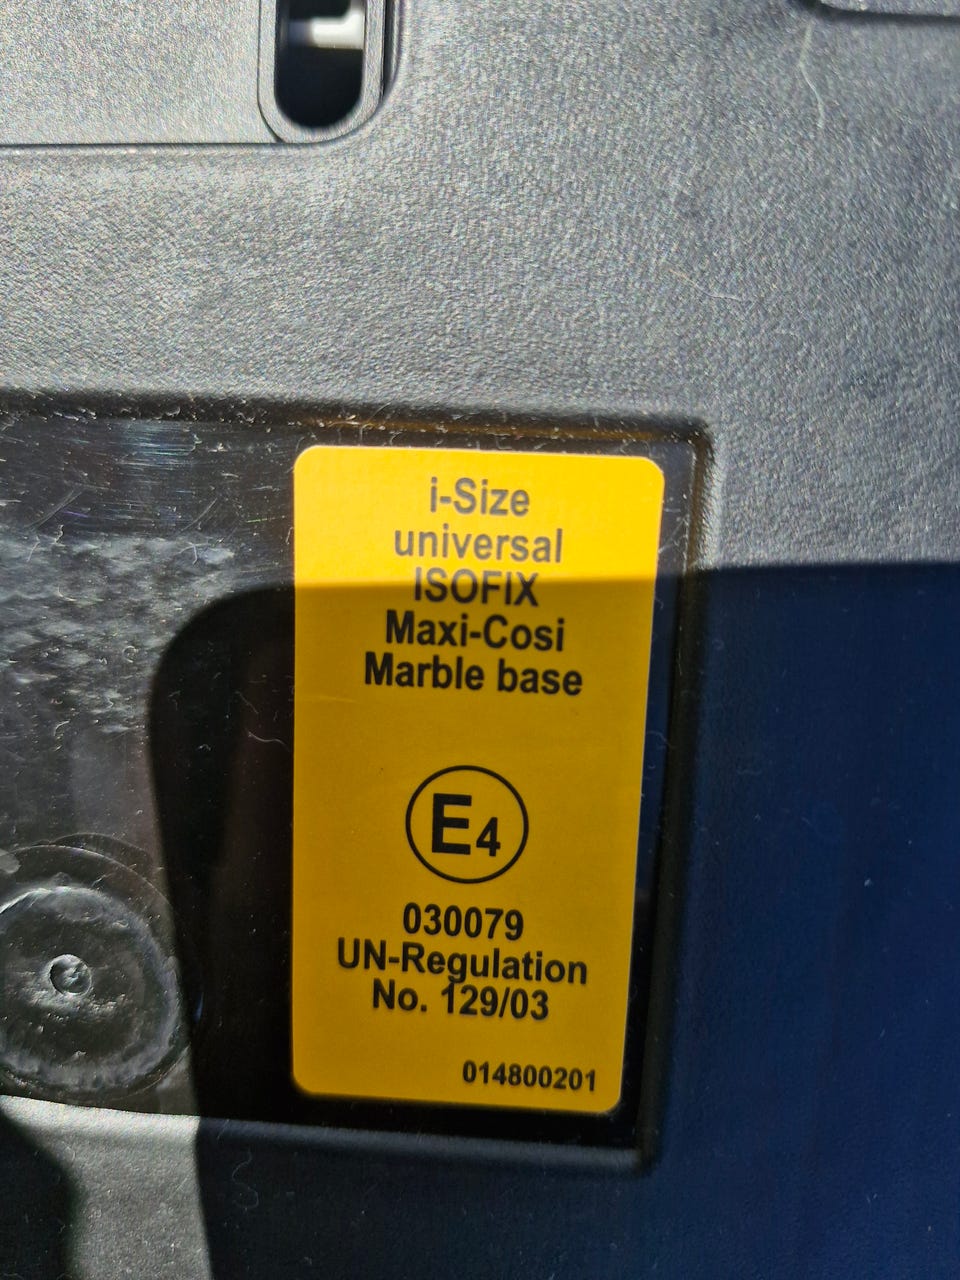 i-Size
universal
ISOFIX
Maxi-Cosi
Marble base
E4
030079
UN-Regulation
No. 129/03
014800201